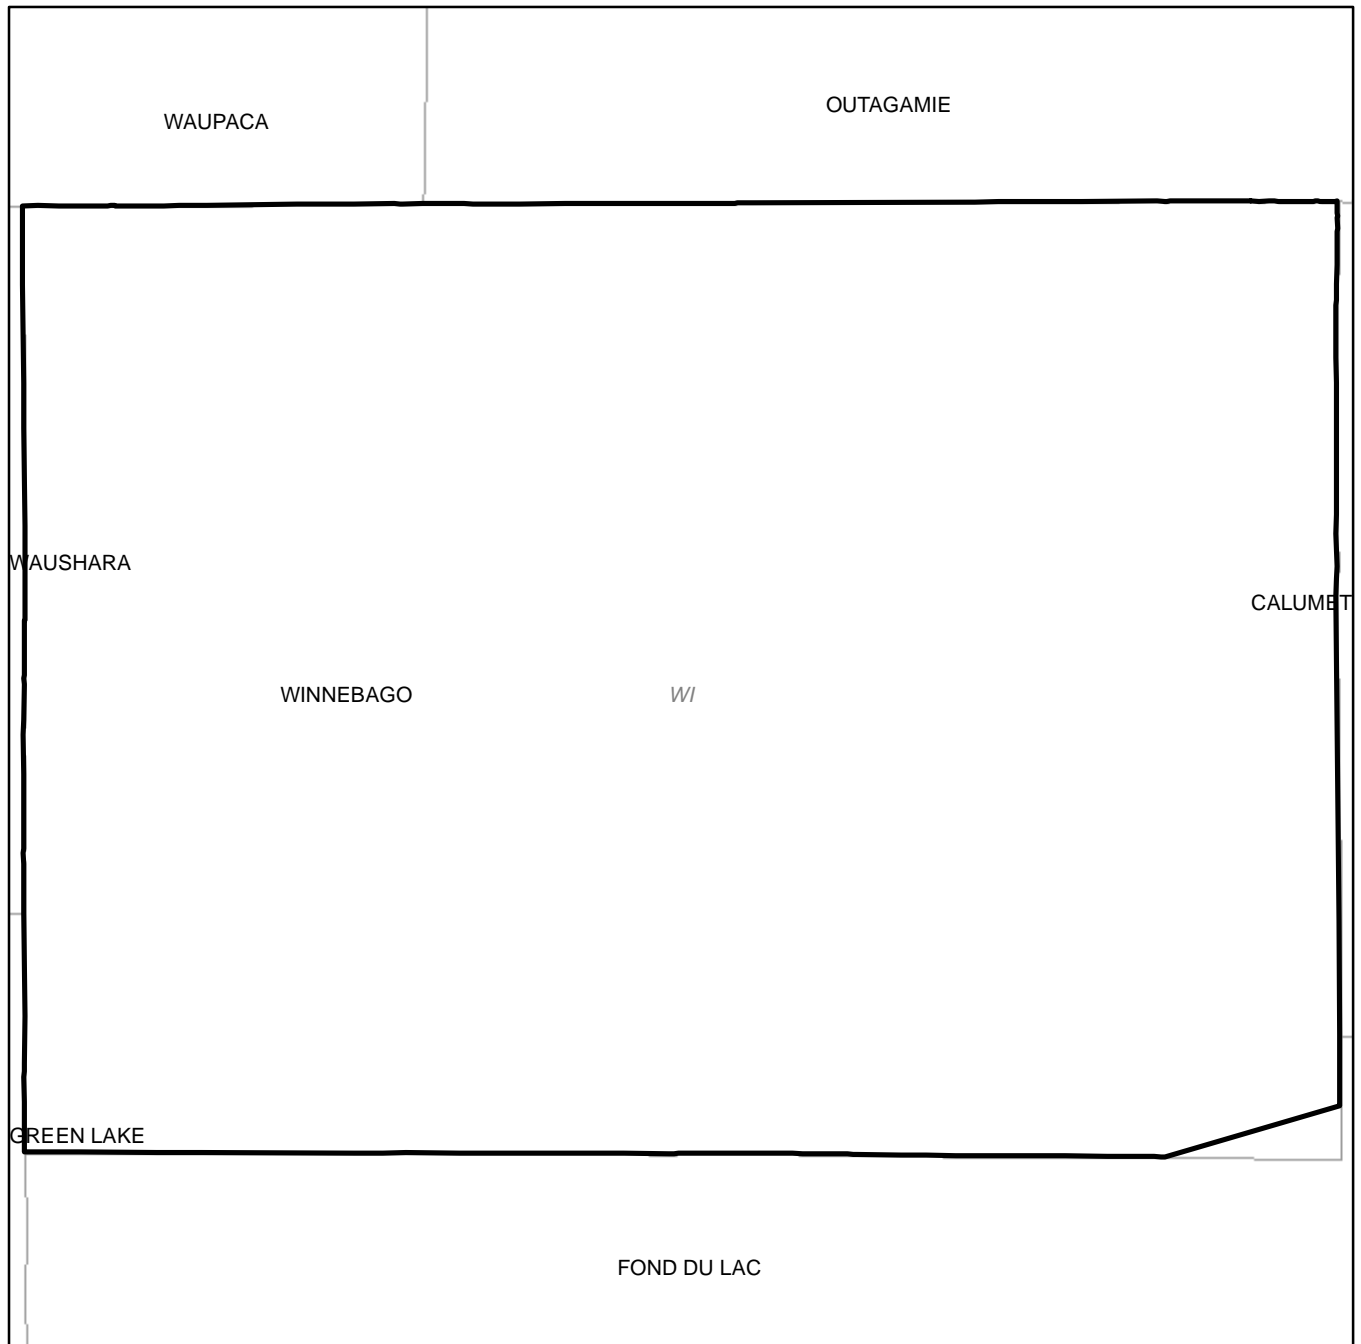 OUTAGAMIE
WAUPACA
WAUSHARA
CALUMET
WINNEBAGO
WI
GREEN LAKE
FOND DU LAC